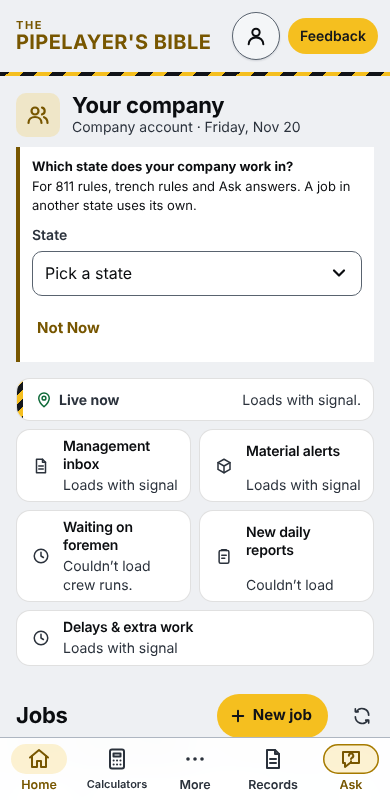 THE
PIPELAYER'S BIBLE
Feedback
Your company
Company account · Friday, Nov 20
Which state does your company work in?
For 811 rules, trench rules and Ask answers. A job in
another state uses its own.
State
Pick a state
Not Now
Live now
Loads with signal.
Management
inbox
Loads with signal
Material alerts
Loads with signal
Waiting on
foremen
Couldn’t load
crew runs.
New daily
reports
Couldn’t load
Delays & extra work
Loads with signal
Jobs
+ New job
Home
Calculators
More
Records
Ask